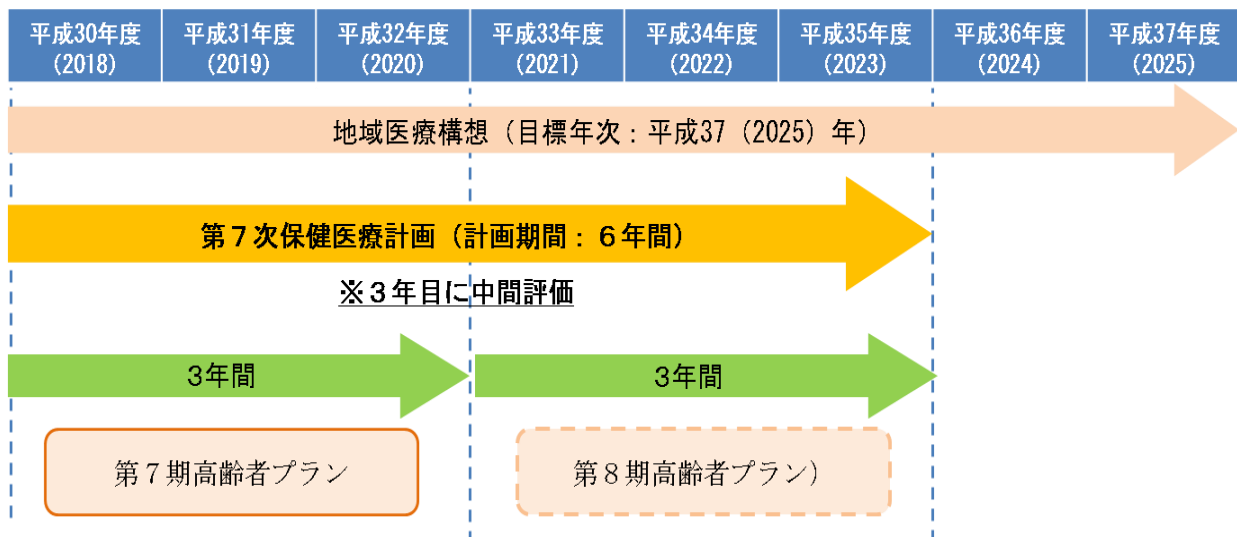 平成30年度
(2018)
平成31年度
(2019)
平成32年度
(2020)
平成33年度
(2021)
平成34年度
(2022)
平成35年度
(2023)
平成36年度
(2024)
平成37年度
(2025)
地域医療構想（目標年次：平成37（2025）年）
第７次保健医療計画（計画期間：６年間）
※３年目に中間評価
３年間
３年間
第７期高齢者プラン
第８期高齢者プラン）